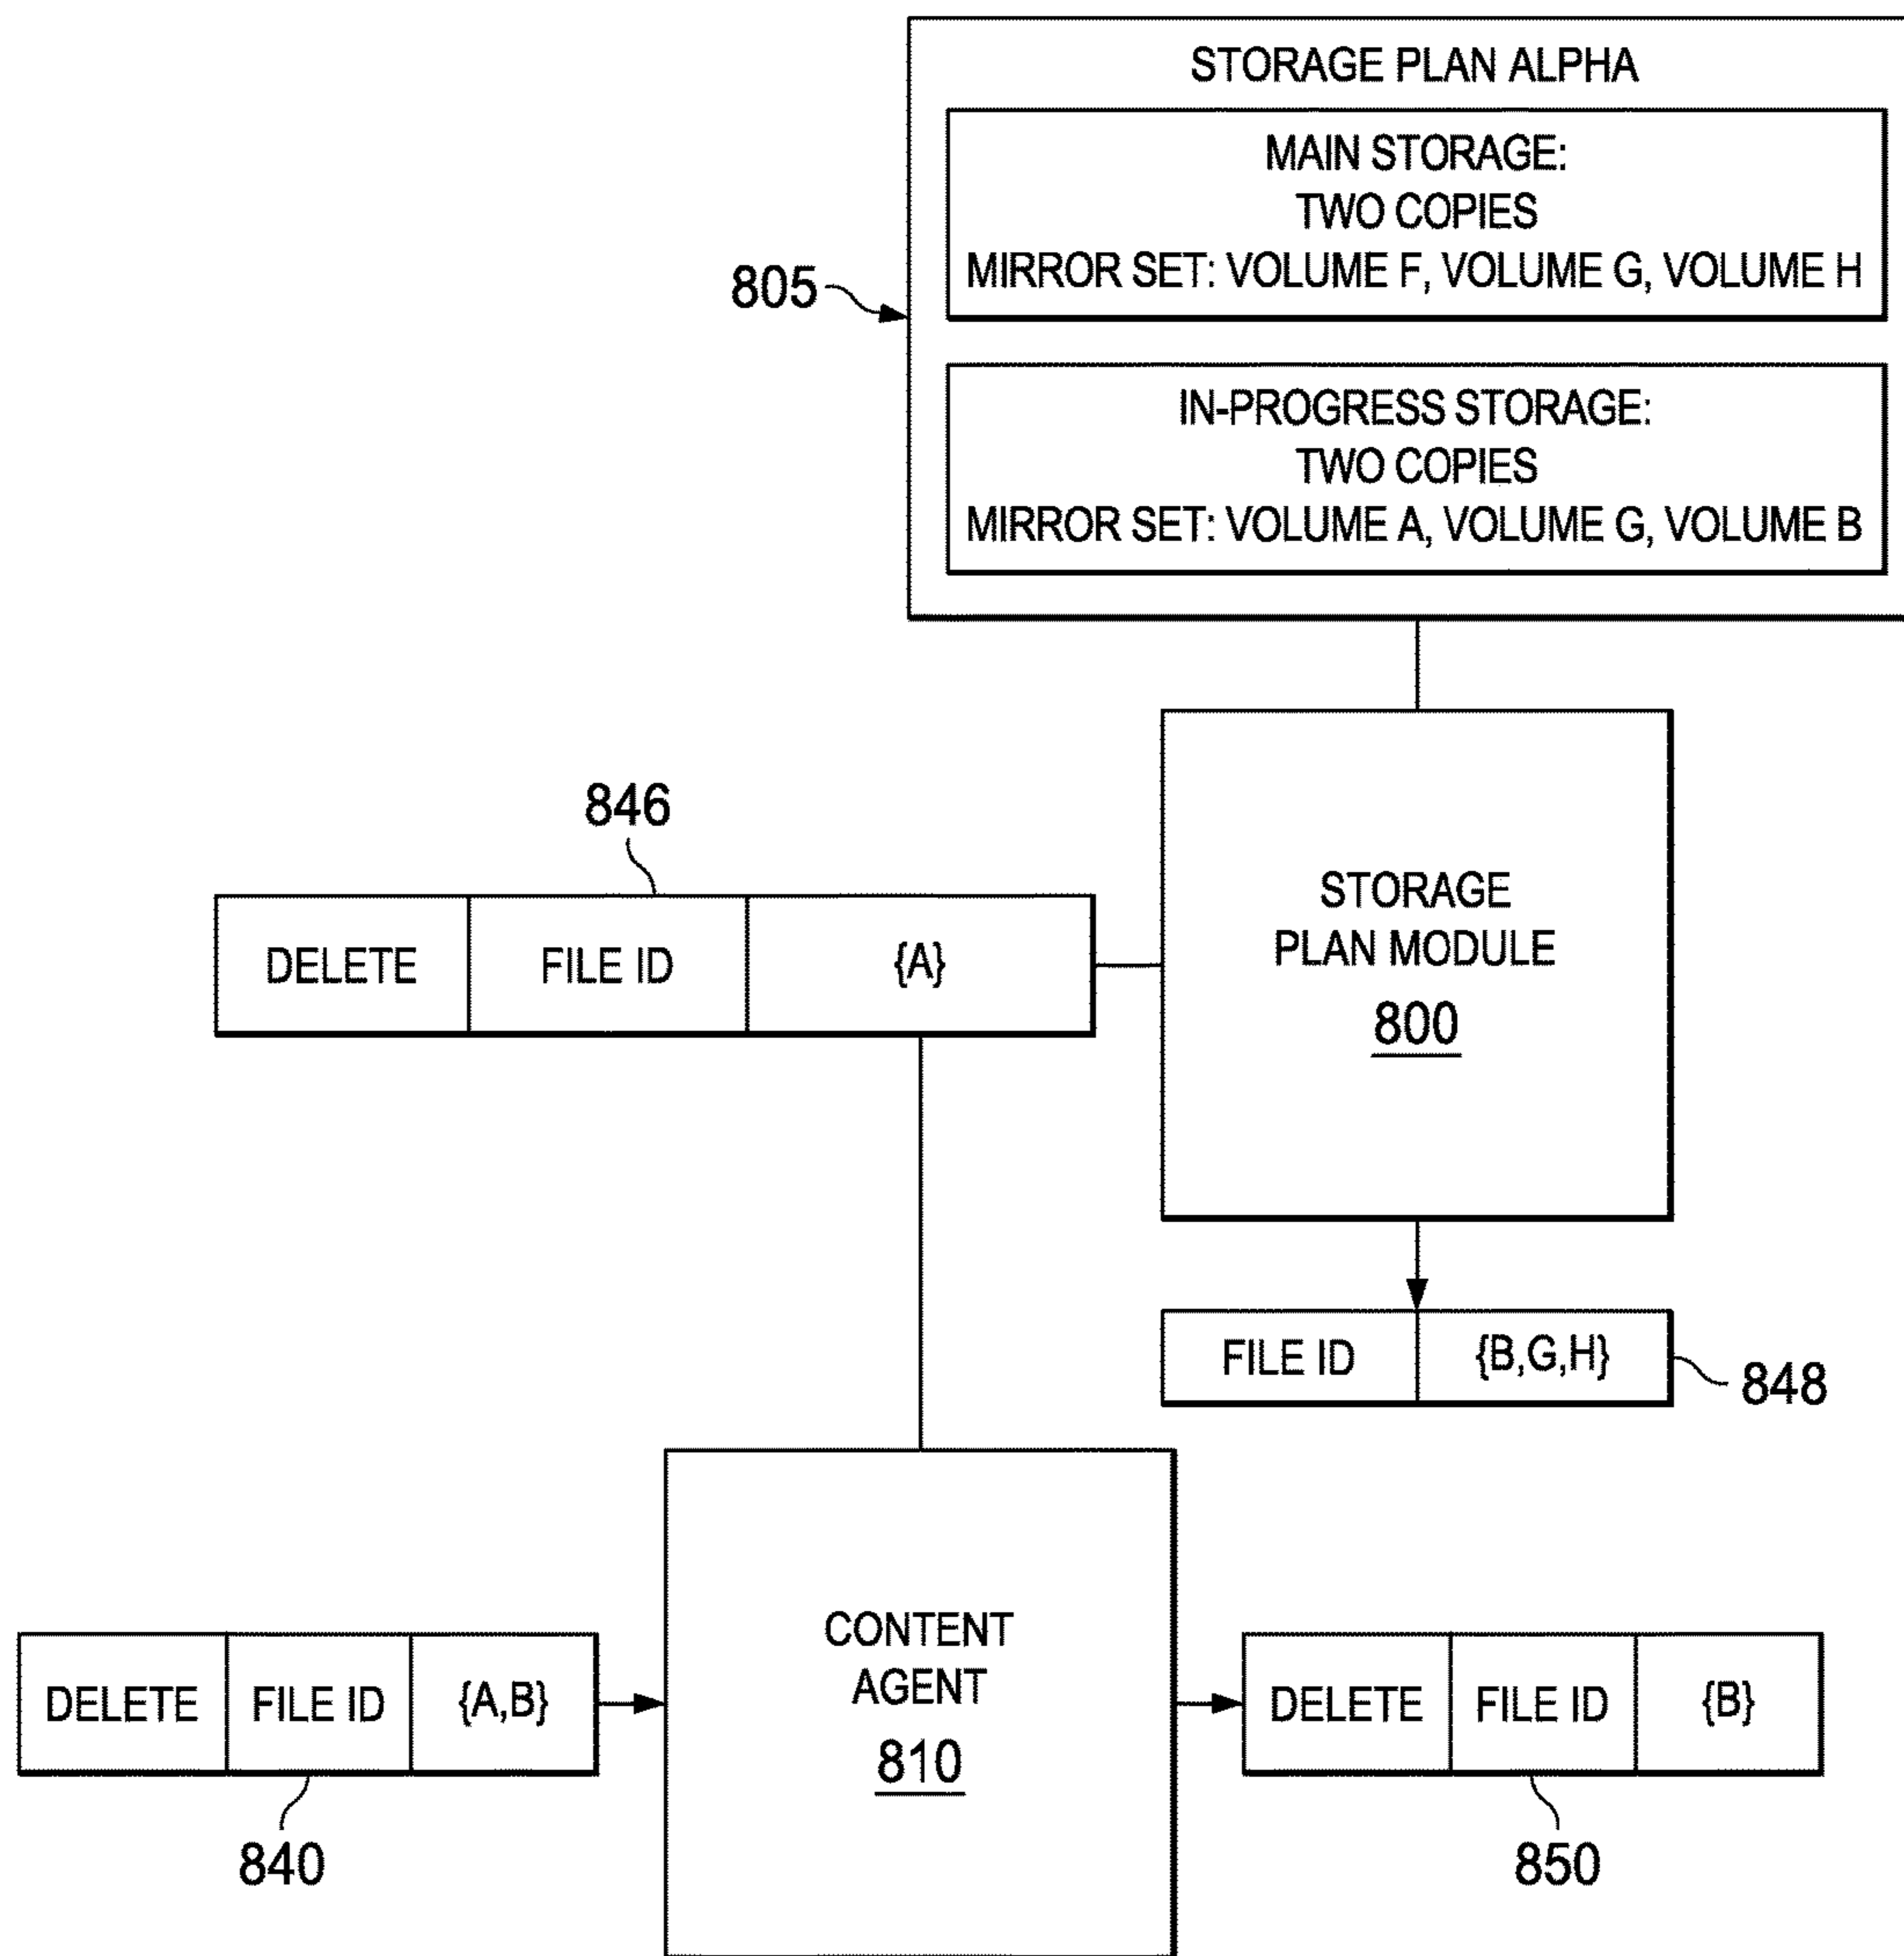 STORAGE PLAN ALPHA
MAIN STORAGE:
TWO COPIES
MIRROR SET: VOLUME F, VOLUME G, VOLUME H
805
IN-PROGRESS STORAGE:
TWO COPIES
MIRROR SET: VOLUME A, VOLUME G, VOLUME B
846
DELETE FILE ID {A}
STORAGE
PLAN MODULE
800
FILE ID {B,G,H}
848
CONTENT
AGENT
810
DELETE FILE ID {A,B}
840
DELETE FILE ID {B}
850